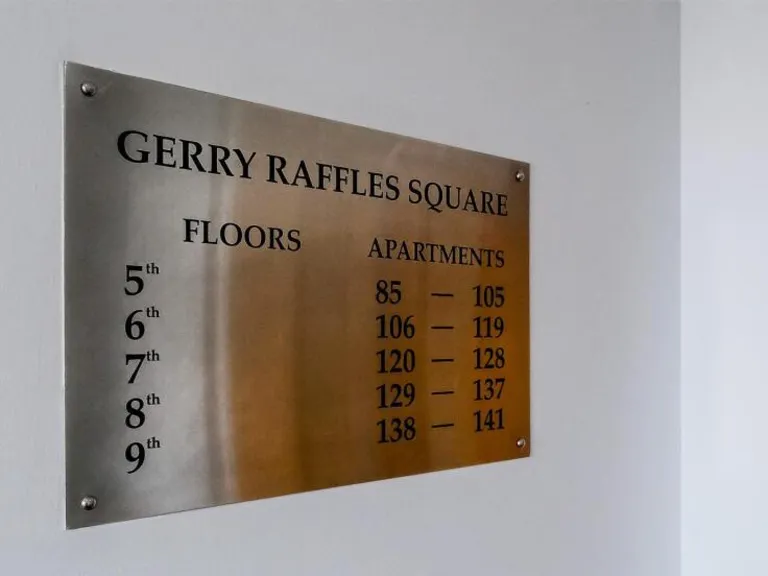 GERRY RAFFLES SQUARE
FLOORS APARTMENTS
5th 85 — 105
6th 106 — 119
7th 120 — 128
8th 129 — 137
9th 138 — 141